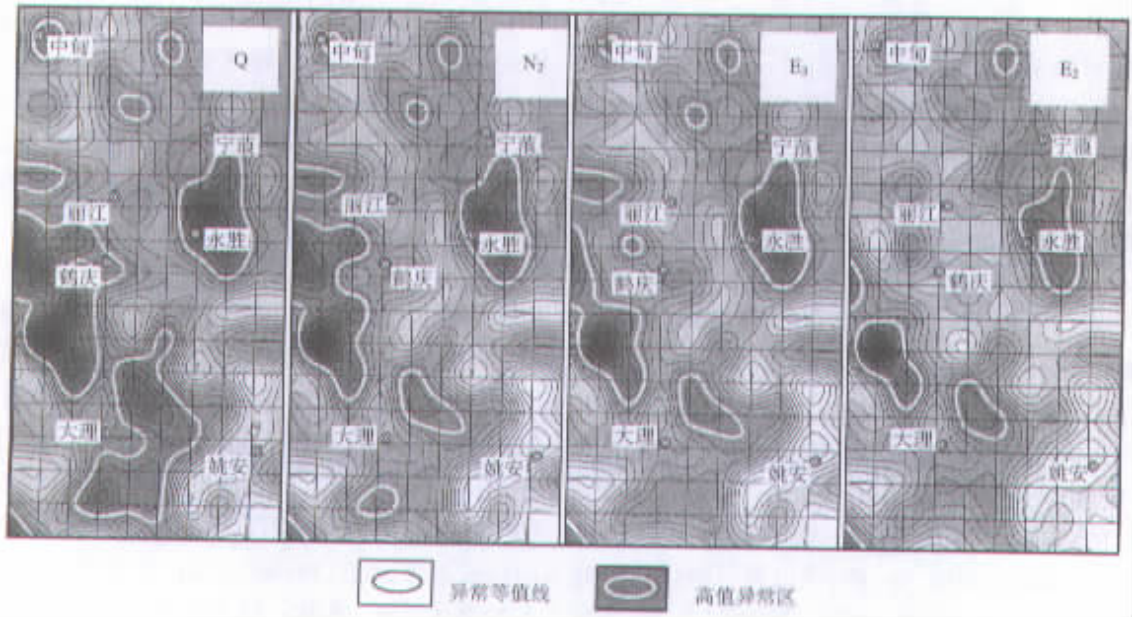 中甸
Q
宁蒗
丽江
永胜
鹤庆
大理
姚安
中甸
N₂
宁蒗
丽江
永胜
鹤庆
大理
姚安
中甸
E₃
宁蒗
丽江
永胜
鹤庆
大理
姚安
E₂
中甸
宁蒗
丽江
永胜
鹤庆
大理
姚安
异常等值线
高值异常区